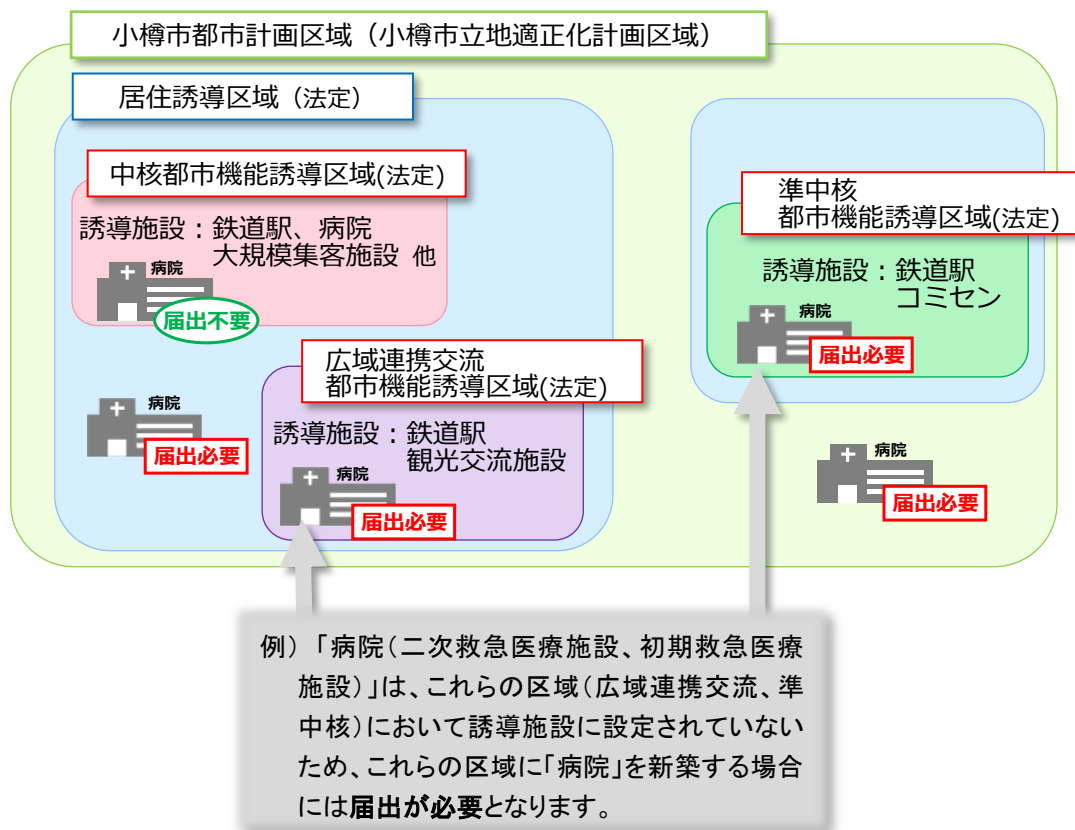 小樽市都市計画区域（小樽市立地適正化計画区域）
居住誘導区域（法定）
中核都市機能誘導区域(法定)
誘導施設：鉄道駅、病院
大規模集客施設 他
病院
届出不要
準中核
都市機能誘導区域(法定)
誘導施設：鉄道駅
コミセン
病院
届出必要
広域連携交流
都市機能誘導区域(法定)
誘導施設：鉄道駅
観光交流施設
病院
届出必要
病院
届出必要
病院
届出必要
例）「病院（二次救急医療施設、初期救急医療
施設）」は、これらの区域（広域連携交流、準
中核）において誘導施設に設定されていない
ため、これらの区域に「病院」を新築する場合
には届出が必要となります。